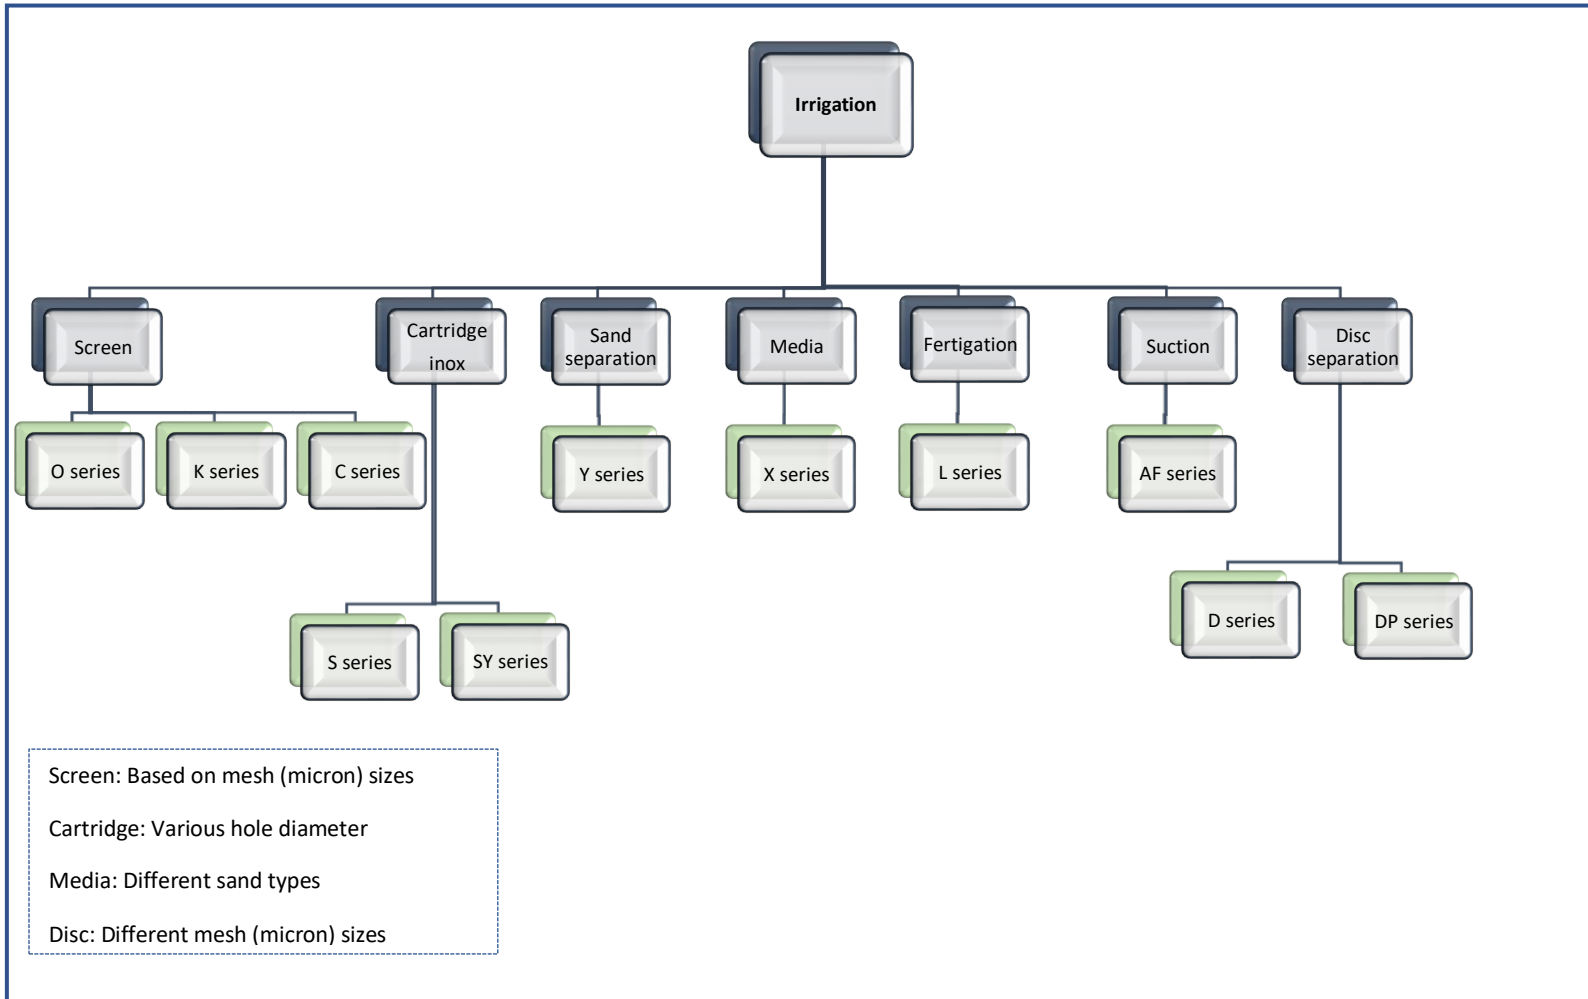 Irrigation
Screen
Cartridge
inox
Sand
separation
Media
Fertigation
Suction
Disc
separation
O series
K series
C series
Y series
X series
L series
AF series
D series
DP series
S series
SY series
Screen: Based on mesh (micron) sizes
Cartridge: Various hole diameter
Media: Different sand types
Disc: Different mesh (micron) sizes